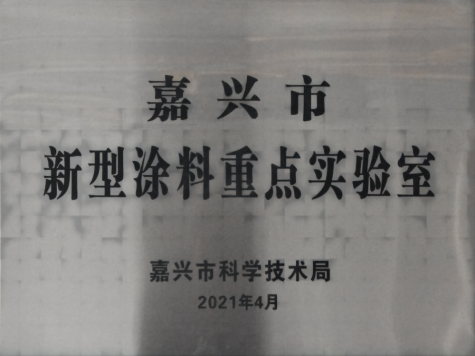 嘉兴市
新型涂料重点实验室
嘉兴市科学技术局
2021年4月